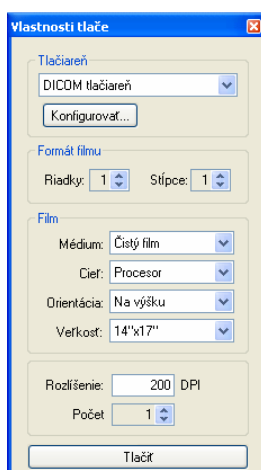 Vlastnosti tlače
Tlačiareň
DICOM tlačiareň
Konfigurovať...
Formát filmu
Riadky: 1 Stĺpce: 1
Film
Médium: Čistý film
Cieľ: Procesor
Orientácia: Na výšku
Veľkosť: 14"x17"
Rozlíšenie: 200 DPI
Počet 1
Tlačiť